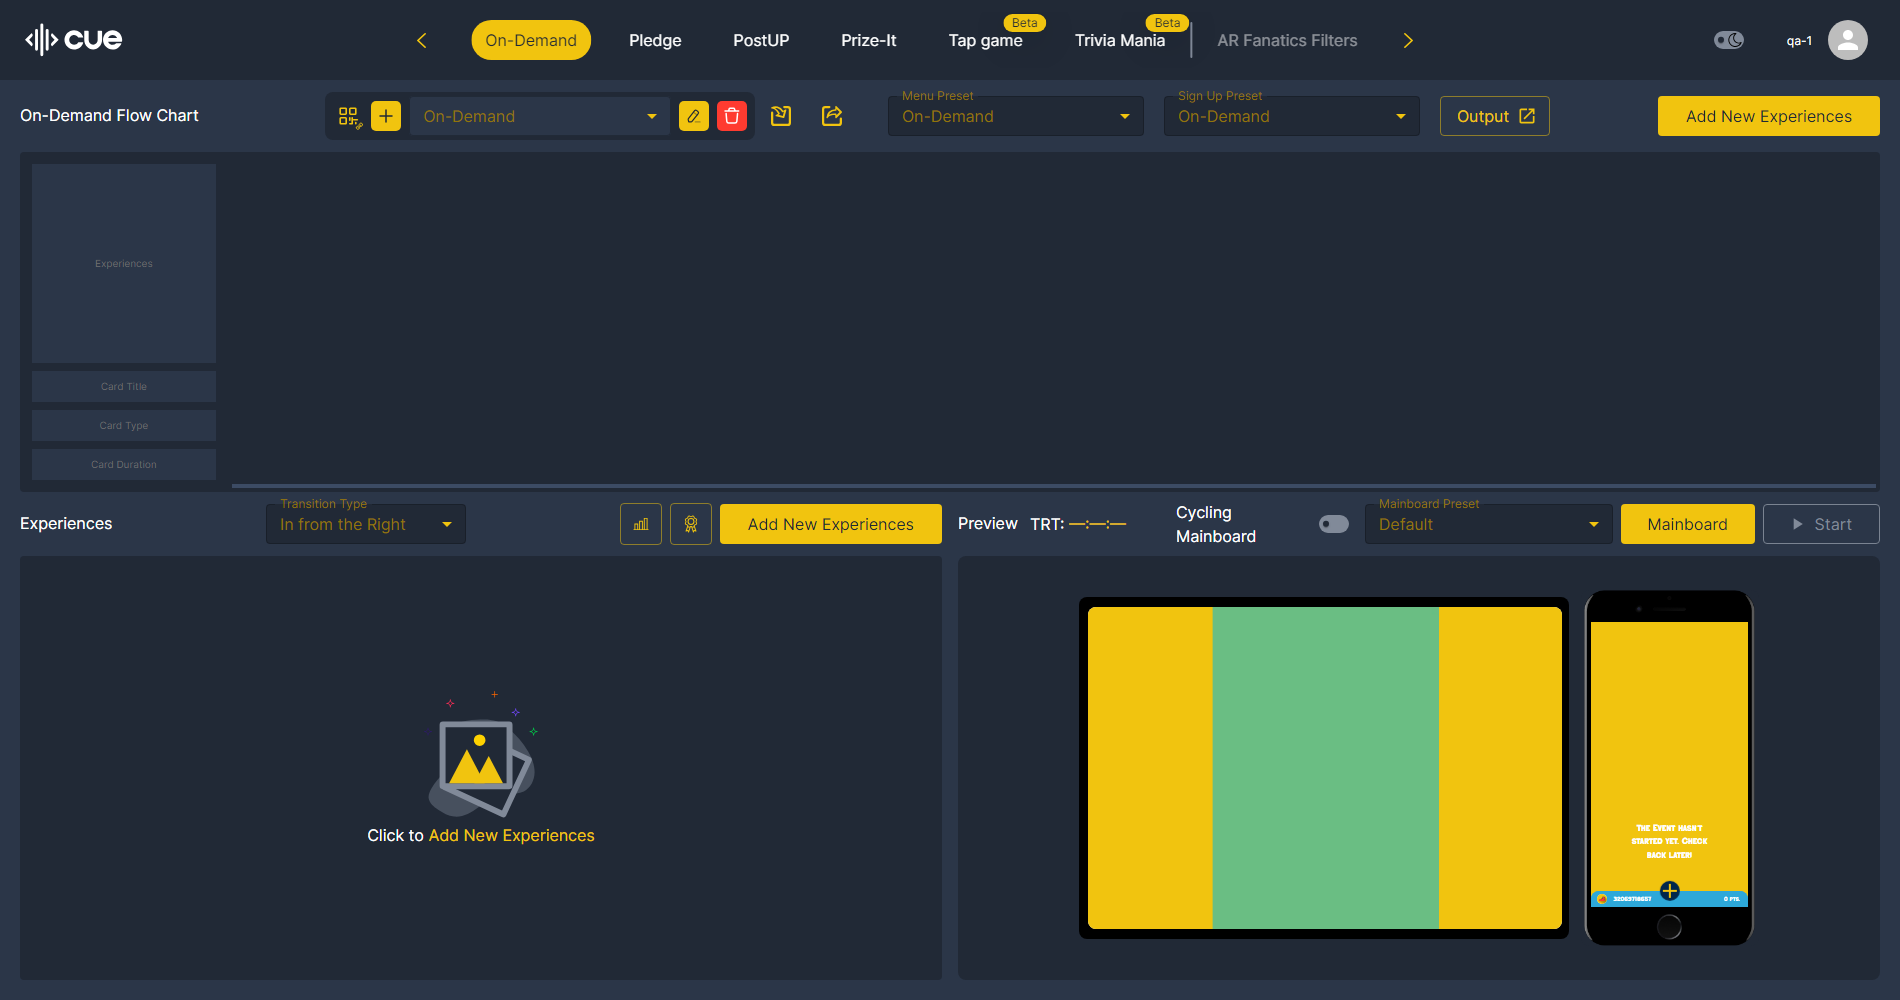 cue
On-Demand
Pledge
PostUP
Prize-It
Tap game
Beta
Trivia Mania
Beta
AR Fanatics Filters
qa-1
On-Demand Flow Chart
On-Demand
Menu Preset
On-Demand
Sign Up Preset
On-Demand
Output
Add New Experiences
Experiences
Card Title
Card Type
Card Duration
Experiences
Transition Type
In from the Right
Add New Experiences
Preview
TRT: —:—:—
Cycling
Mainboard
Mainboard Preset
Default
Mainboard
Start
Click to Add New Experiences
The Event hasn't
started yet. Check
back later!
0 pts.